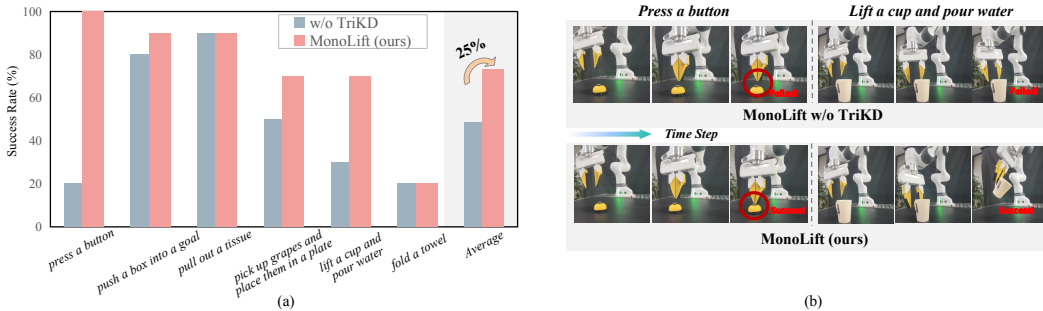 Success Rate (%)
100
80
60
40
20
0
w/o TriKD
MonoLift (ours)
25%
press a button
push a box into a goal
pull out a tissue
pick up grapes and
place them in a plate
lift a cup and
pour water
fold a towel
Average
(a)
Press a button
Lift a cup and pour water
Failed
Failed
MonoLift w/o TriKD
Time Step
Success
Success
MonoLift (ours)
(b)